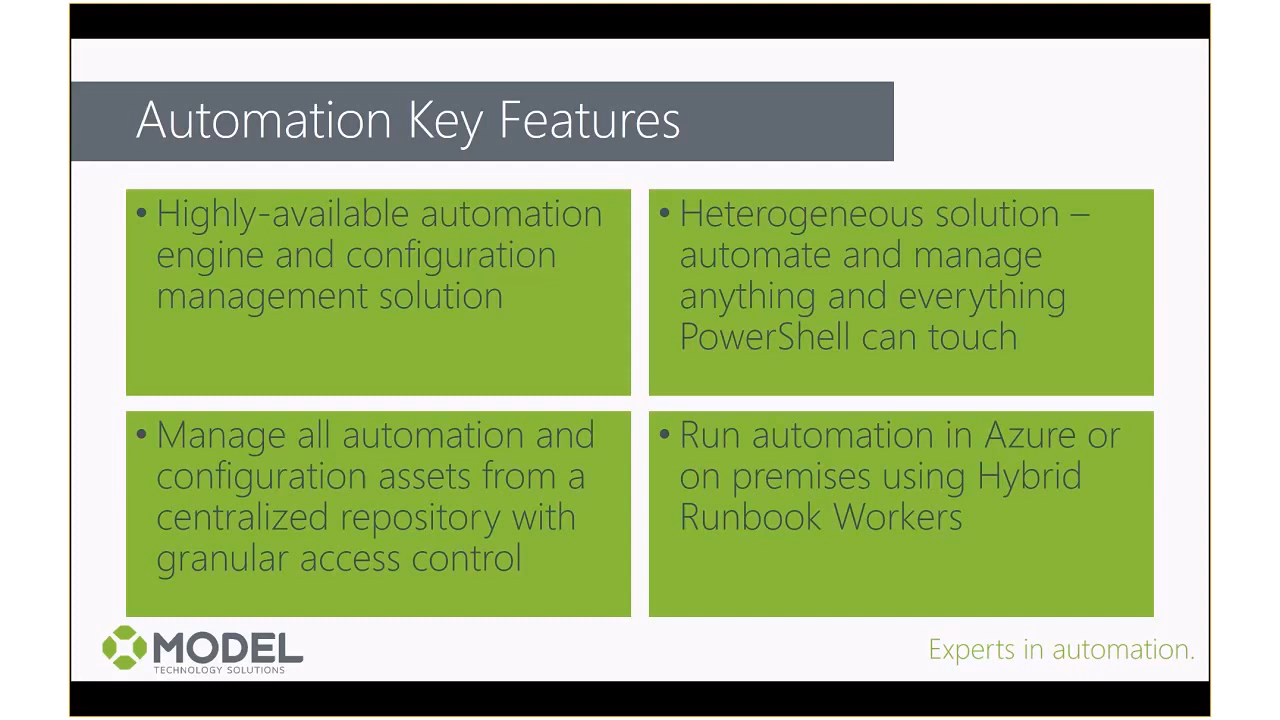 Automation Key Features
• Highly-available automation
engine and configuration
management solution
• Heterogeneous solution –
automate and manage
anything and everything
PowerShell can touch
• Manage all automation and
configuration assets from a
centralized repository with
granular access control
• Run automation in Azure or
on premises using Hybrid
Runbook Workers
MODEL
TECHNOLOGY SOLUTIONS
Experts in automation.